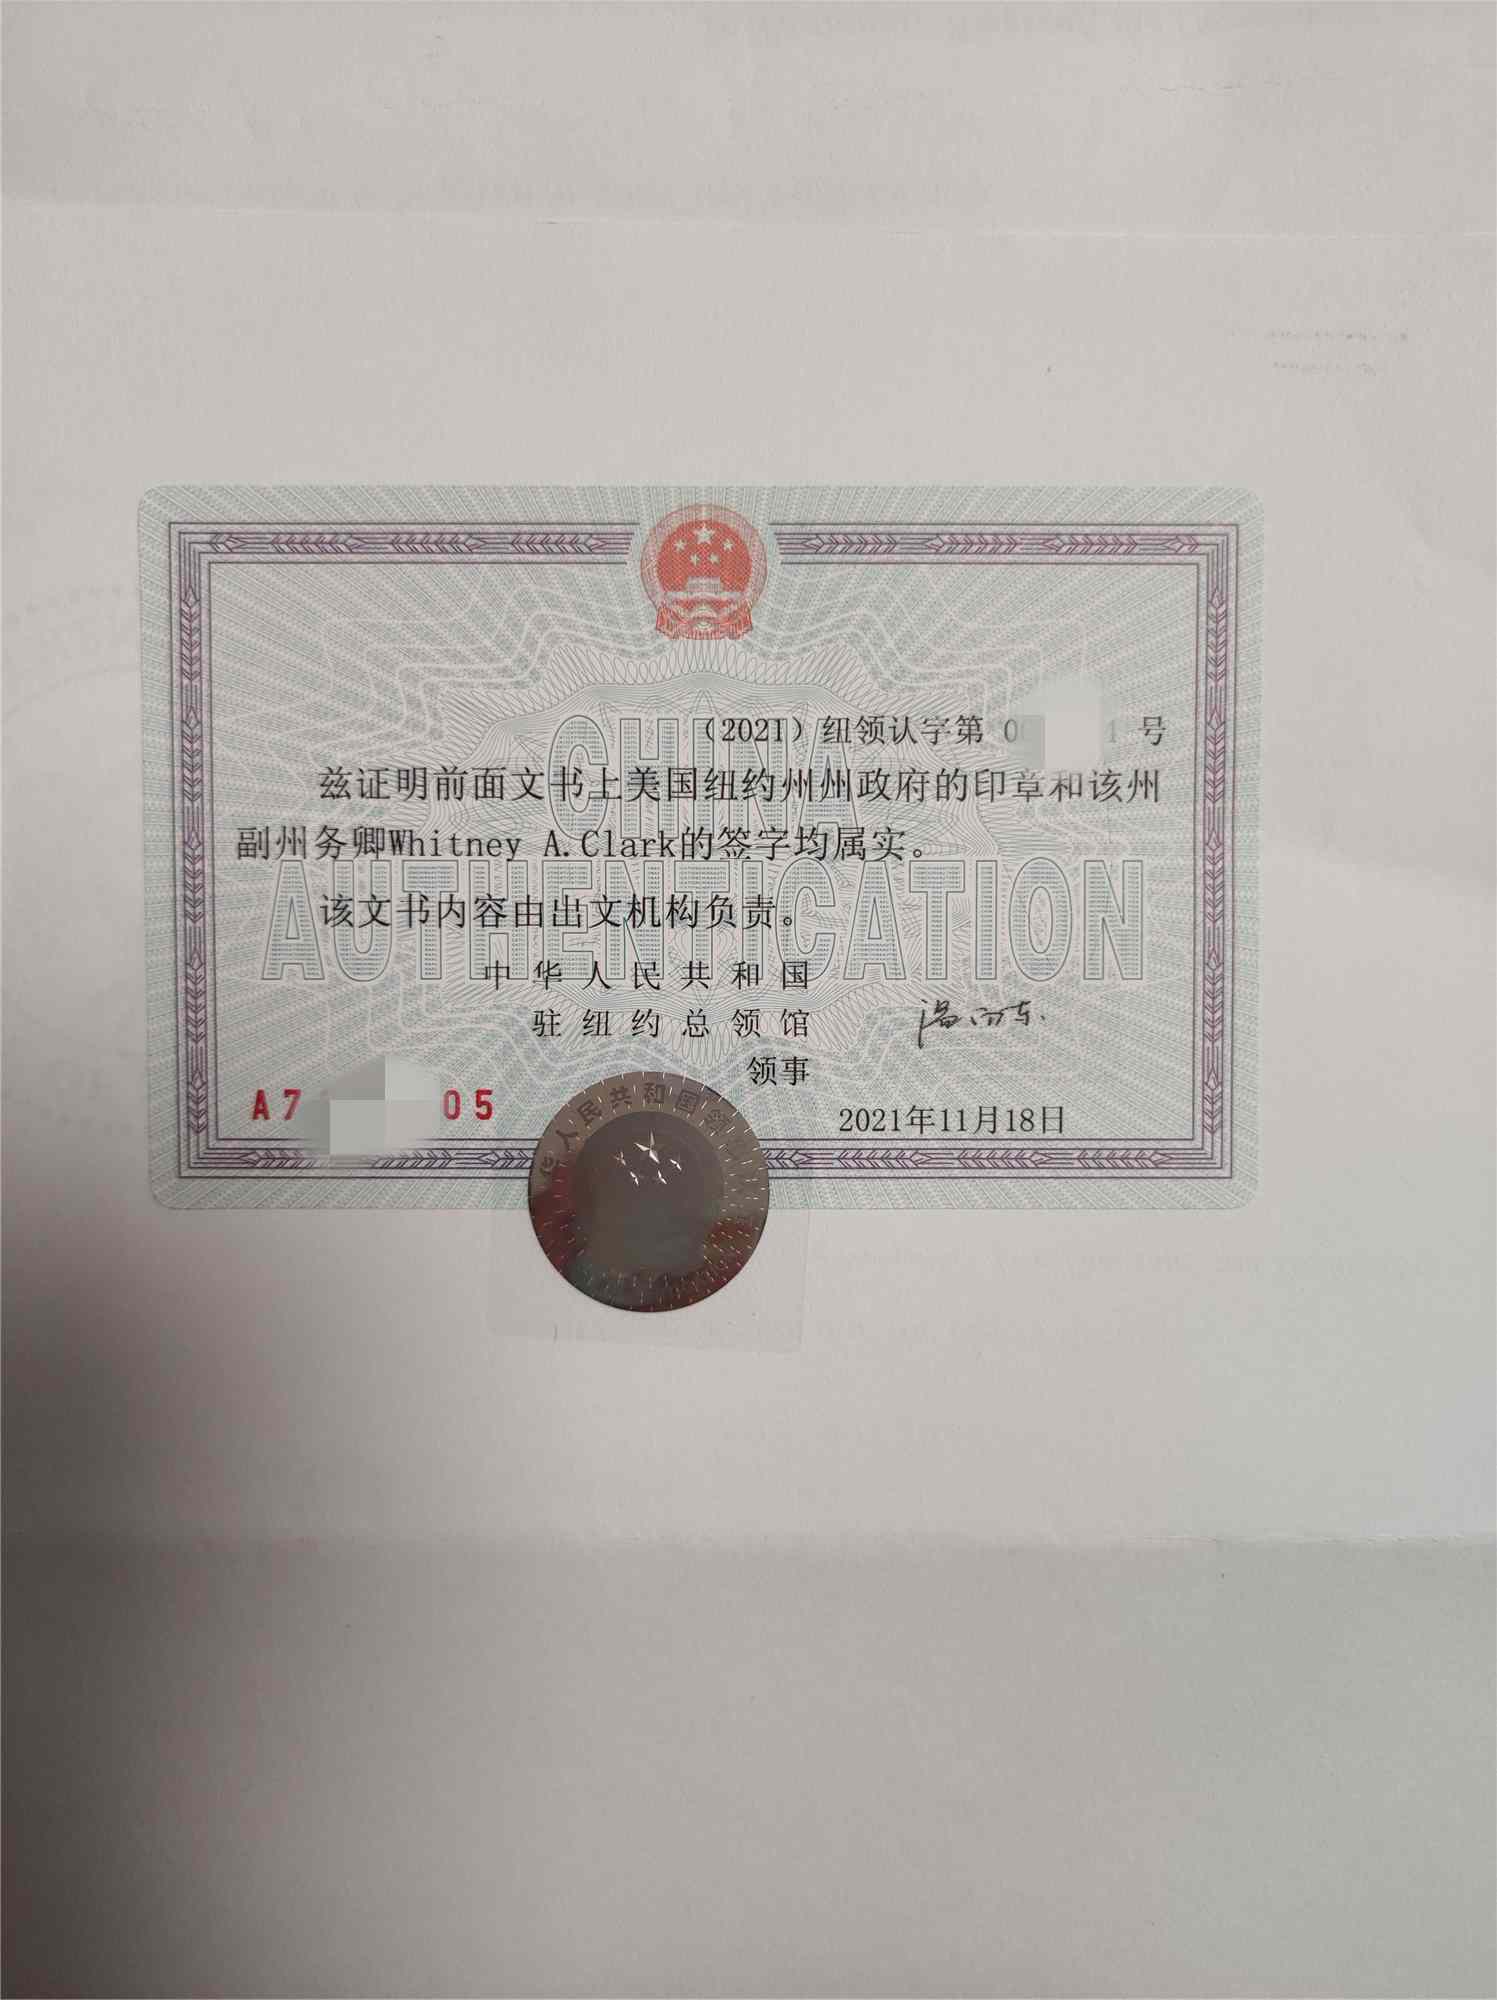 （2021）纽领认字第 0 1 号
兹证明前面文书上美国纽约州州政府的印章和该州
副州务卿Whitney A.Clark的签字均属实。
该文书内容由出文机构负责。
中华人民共和国
驻纽约总领馆
领事
2021年11月18日
A7 05
CHINA
AUTHENTICATION
人民共和国领